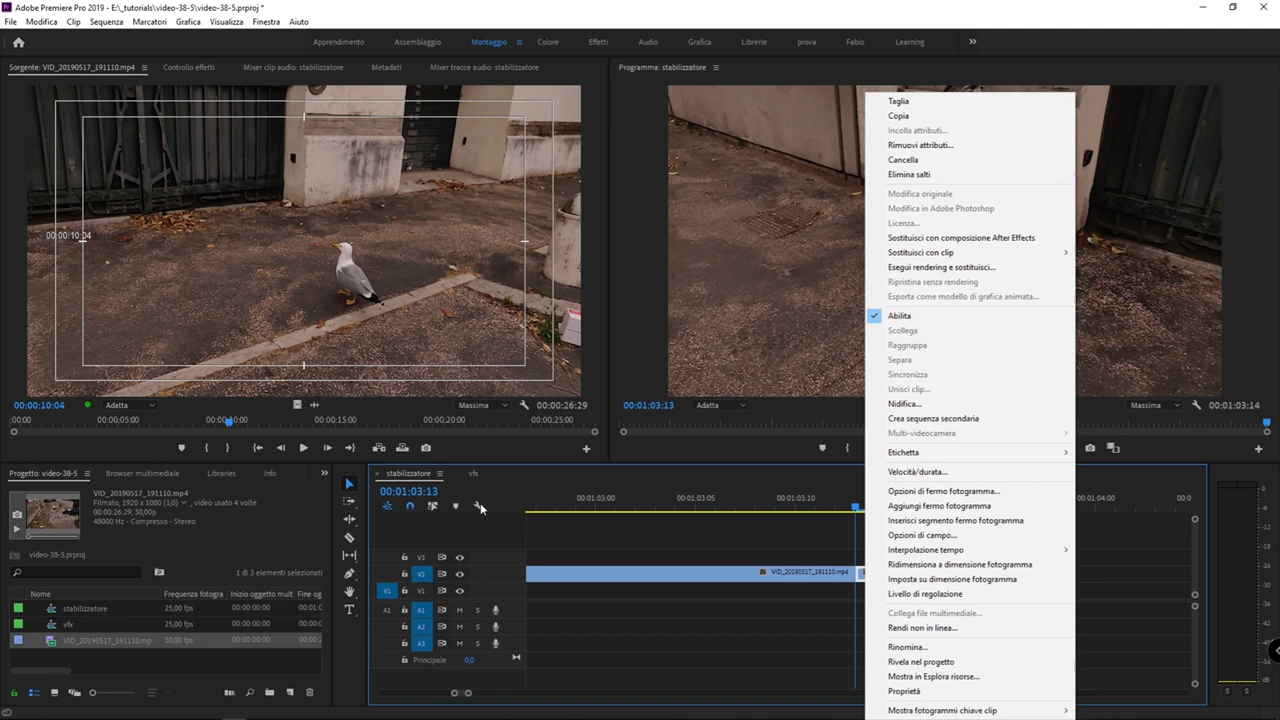 Adobe Premiere Pro 2019 - E:\_tutorials\video-38-5\video-38-5.prproj *
File Modifica Clip Sequenza Marcatori Grafica Visualizza Finestra Aiuto
Apprendimento Assemblaggio Montaggio Colore Effetti Audio Grafica Librerie prova Fabio Learning
Sorgente: VID_20190517_191110.mp4 Controllo effetti Mixer clip audio: stabilizzatore Metadati Mixer tracce audio: stabilizzatore
Programma: stabilizzatore
00:00:10:04
00:00:10:04 Adatta Massima 00:00:26:29
;00:00 00:00:05:00 00:00:10:00 00:00:15:00 00:00:20:00 00:00:25:00
00:01:03:13 Adatta Massima 00:01:03:14
Taglia
Copia
Incolla attributi...
Rimuovi attributi...
Cancella
Elimina salti
Modifica originale
Modifica in Adobe Photoshop
Licenza...
Sostituisci con composizione After Effects
Sostituisci con clip
Esegui rendering e sostituisci...
Ripristina senza rendering
Esporta come modello di grafica animata...
Abilita
Scollega
Raggruppa
Separa
Sincronizza
Unisci clip...
Nidifica...
Crea sequenza secondaria
Multi-videocamera
Etichetta
Velocità/durata...
Opzioni di fermo fotogramma...
Aggiungi fermo fotogramma
Inserisci segmento fermo fotogramma
Opzioni di campo...
Interpolazione tempo
Ridimensiona a dimensione fotogramma
Imposta su dimensione fotogramma
Livello di regolazione
Collega file multimediale...
Rendi non in linea...
Rinomina...
Rivela nel progetto
Mostra in Esplora risorse...
Proprietà
Mostra fotogrammi chiave clip
Progetto: video-38-5 Browser multimediale Libraries Info
VID_20190517_191110.mp4
Filmato, 1920 x 1080 (1,0) , video usato 4 volte
00:00:26:29, 30,00p
48000 Hz - Compresso - Stereo
video-38-5.prproj
1 di 3 elementi selezionati
Nome Frequenza fotogra Inizio oggetto mult Fine og
stabilizzatore 25,00 fps 00:00:00:00 00:01:0
vfx 25,00 fps 00:00:00:00
VID_20190517_191110.mp 30,00 fps 00:00:00:00 00:00:2
stabilizzatore vfx
00:01:03:13
00:01:03:00 00:01:03:05 00:01:03:10 00:01:04:00 00:0
V3
V2 VID_20190517_191110.mp4
V1 V1
A1 A1 M S
A2 M S
A3 M S
Principale 0,0
0
-6
-12
-18
-24
-30
-36
-42
-48
-54
dB
S S